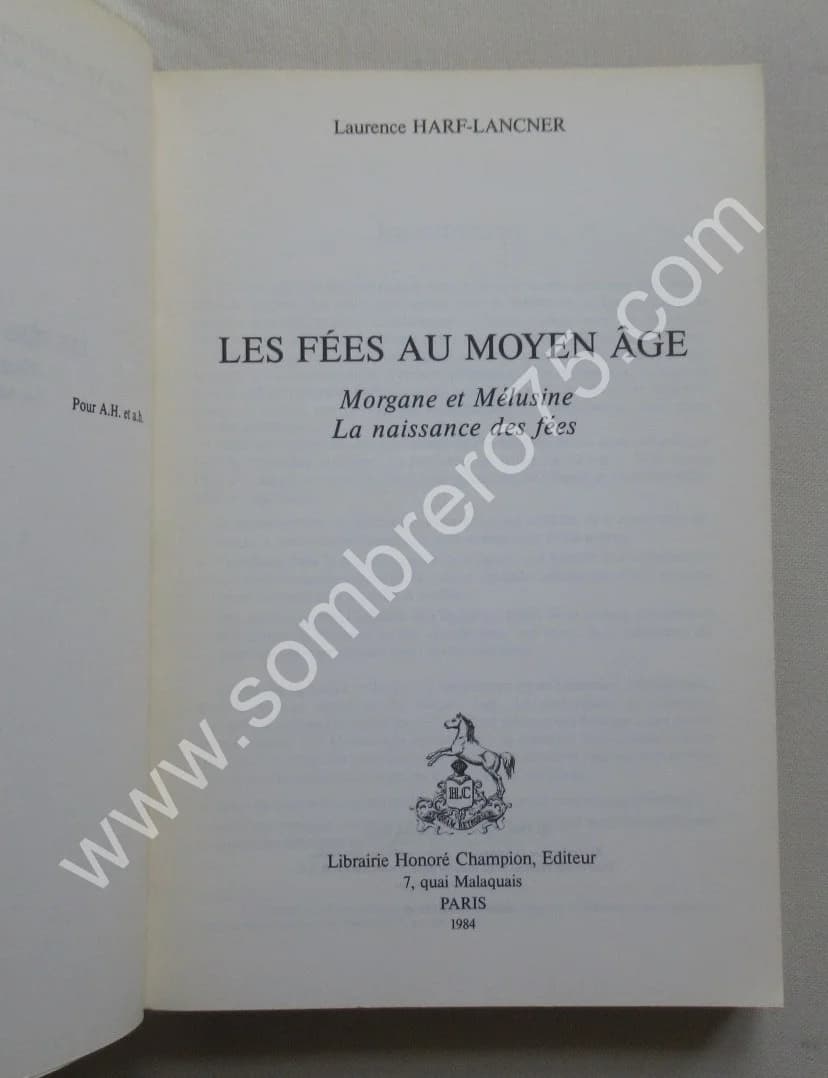 Pour A.H. et a.h.
Laurence HARF-LANCNER
LES FÉES AU MOYEN ÂGE
Morgane et Mélusine
La naissance des fées
H.C
Librairie Honoré Champion, Editeur
7, quai Malaquais
PARIS
1984
www.sombrero75.com